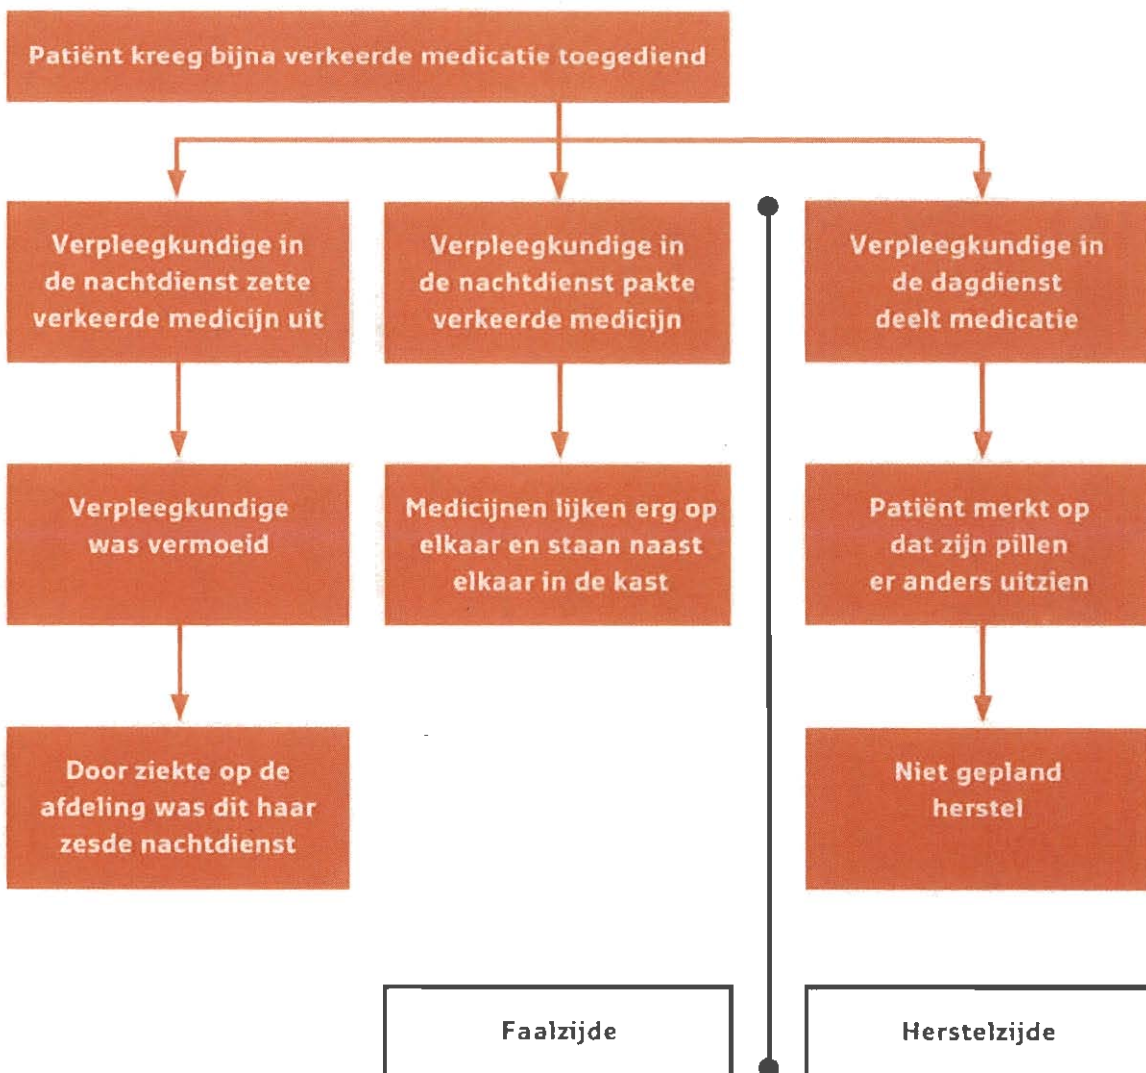 Patiënt kreeg bijna verkeerde medicatie toegediend
Verpleegkundige in
de nachtdienst zette
verkeerde medicijn uit
Verpleegkundige in
de nachtdienst pakte
verkeerde medicijn
Verpleegkundige in
de dagdienst
deelt medicatie
Verpleegkundige
was vermoeid
Medicijnen lijken erg op
elkaar en staan naast
elkaar in de kast
Patiënt merkt op
dat zijn pillen
er anders uitzien
Door ziekte op de
afdeling was dit haar
zesde nachtdienst
Niet gepland
herstel
Faalzijde
Herstelzijde